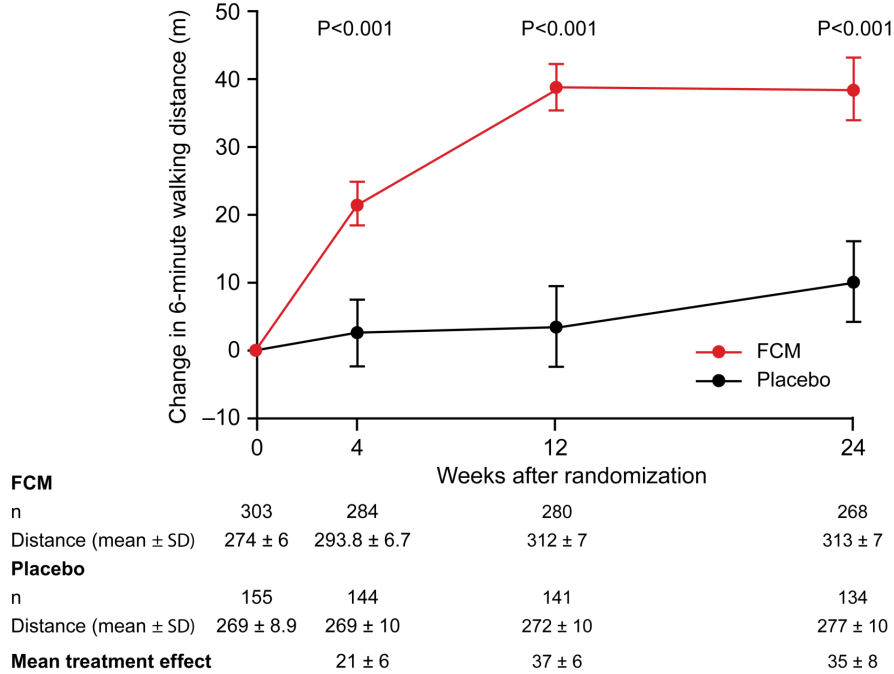 Change in 6-minute walking distance (m)
50
40
30
20
10
0
–10
P<0.001 P<0.001 P<0.001
FCM
Placebo
0 4 12 24
Weeks after randomization
FCM
n 303 284 280 268
Distance (mean ± SD) 274 ± 6 293.8 ± 6.7 312 ± 7 313 ± 7
Placebo
n 155 144 141 134
Distance (mean ± SD) 269 ± 8.9 269 ± 10 272 ± 10 277 ± 10
Mean treatment effect 21 ± 6 37 ± 6 35 ± 8